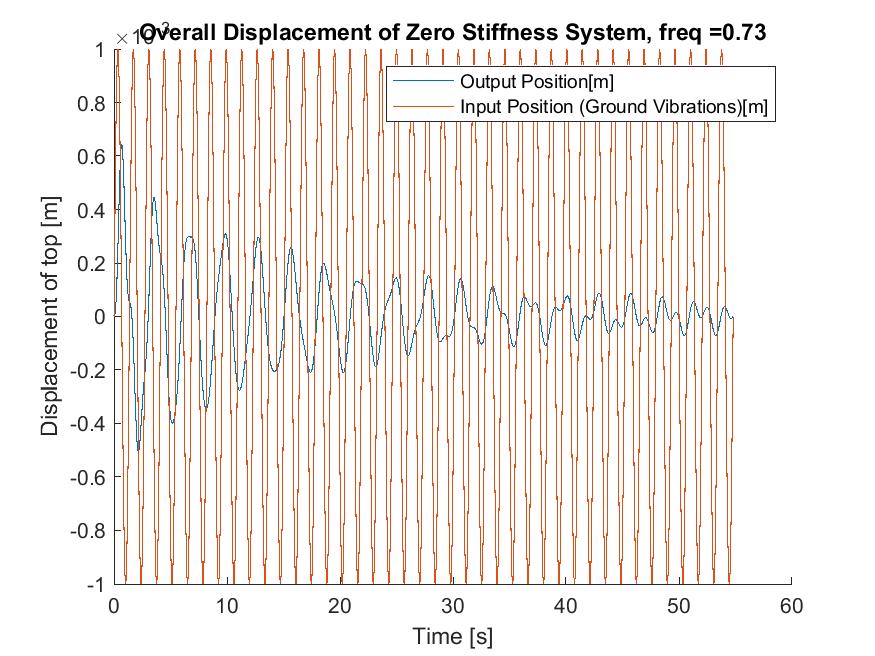 ×10-3
Overall Displacement of Zero Stiffness System, freq =0.73
Output Position[m]
Input Position (Ground Vibrations)[m]
Displacement of top [m]
1
0.8
0.6
0.4
0.2
0
-0.2
-0.4
-0.6
-0.8
-1
0 10 20 30 40 50 60
Time [s]